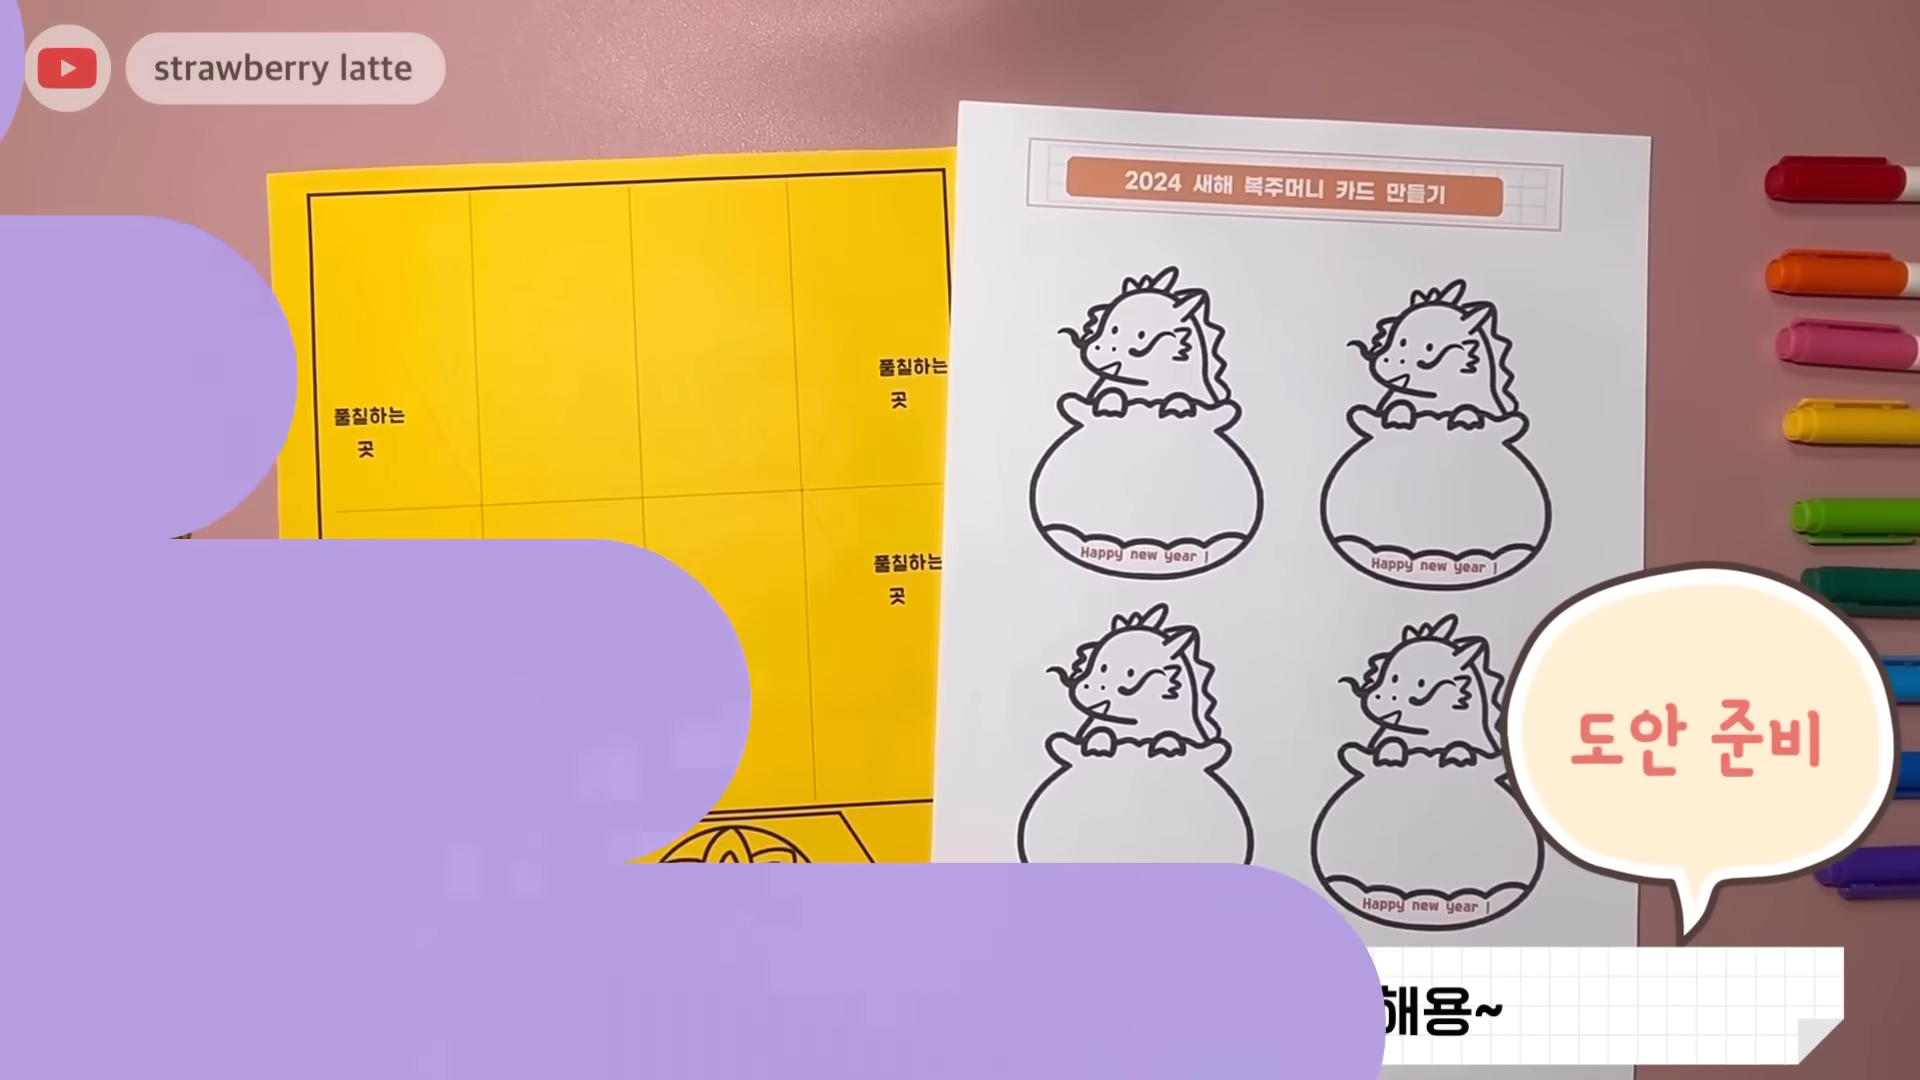 strawberry latte
2024 새해 복주머니 카드 만들기
풀칠하는
곳
풀칠하는
곳
풀칠하는
곳
Happy new year !
Happy new year !
Happy new year !
도안 준비
해용~